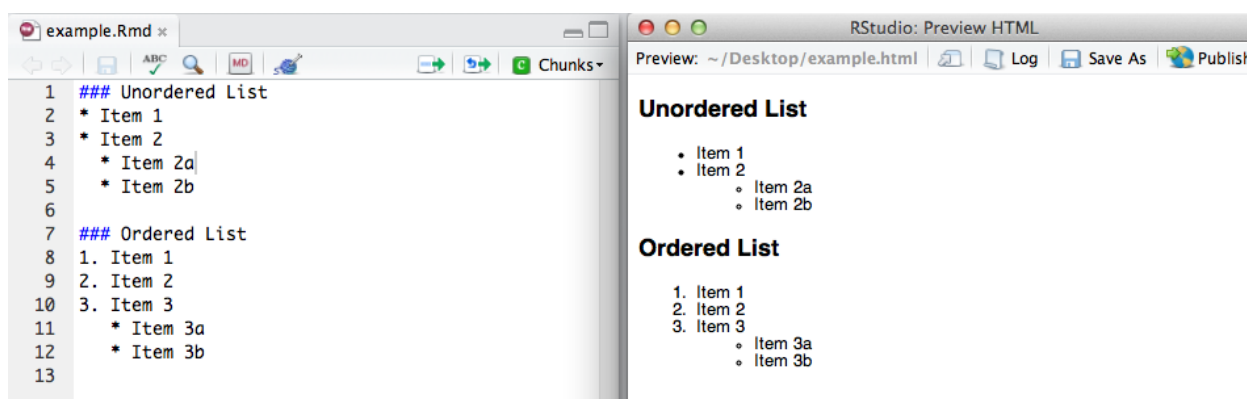 example.Rmd ×
ABC MD Chunks
1 ### Unordered List
2 * Item 1
3 * Item 2
4   * Item 2a
5   * Item 2b
6
7 ### Ordered List
8 1. Item 1
9 2. Item 2
10 3. Item 3
11    * Item 3a
12    * Item 3b
13
RStudio: Preview HTML
Preview: ~/Desktop/example.html Log Save As Publish
Unordered List
• Item 1
• Item 2
◦ Item 2a
◦ Item 2b
Ordered List
1. Item 1
2. Item 2
3. Item 3
◦ Item 3a
◦ Item 3b